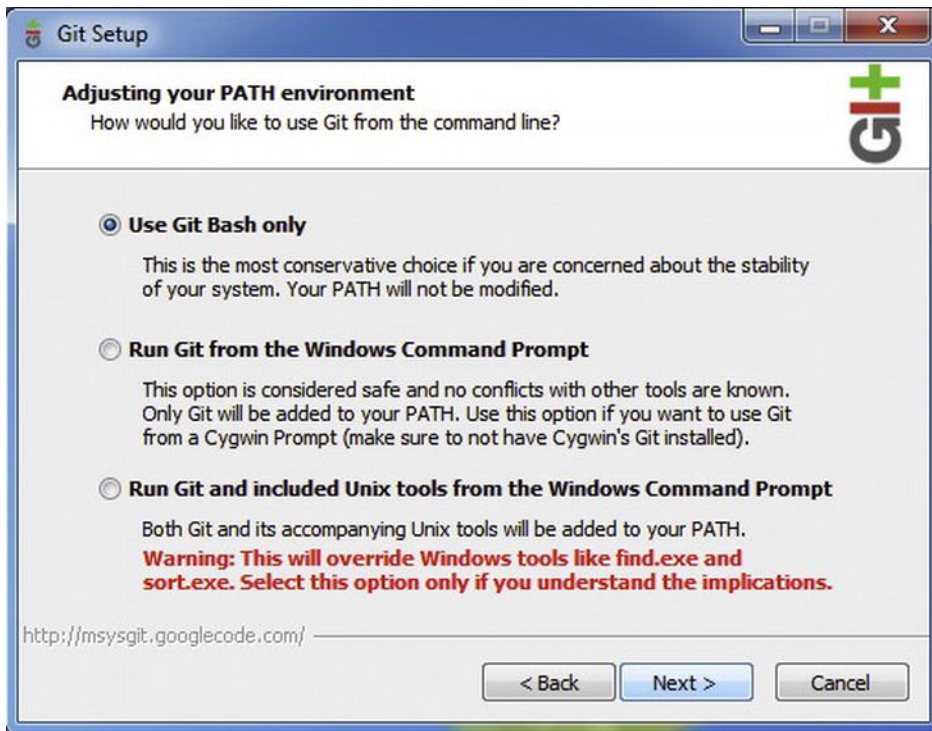 Git Setup
Adjusting your PATH environment
How would you like to use Git from the command line?
Git
Use Git Bash only
This is the most conservative choice if you are concerned about the stability
of your system. Your PATH will not be modified.
Run Git from the Windows Command Prompt
This option is considered safe and no conflicts with other tools are known.
Only Git will be added to your PATH. Use this option if you want to use Git
from a Cygwin Prompt (make sure to not have Cygwin's Git installed).
Run Git and included Unix tools from the Windows Command Prompt
Both Git and its accompanying Unix tools will be added to your PATH.
Warning: This will override Windows tools like find.exe and
sort.exe. Select this option only if you understand the implications.
http://msysgit.googlecode.com/
< Back Next > Cancel